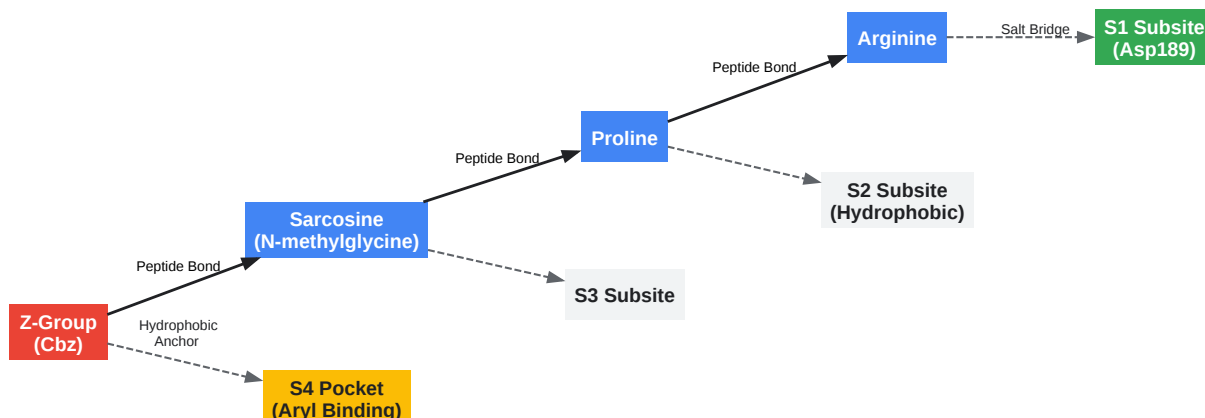 Arginine
Salt Bridge
S1 Subsite
(Asp189)
Peptide Bond
Proline
Peptide Bond
S2 Subsite
(Hydrophobic)
Sarcosine
(N-methylglycine)
Peptide Bond
S3 Subsite
Z-Group
(Cbz)
Hydrophobic
Anchor
S4 Pocket
(Aryl Binding)